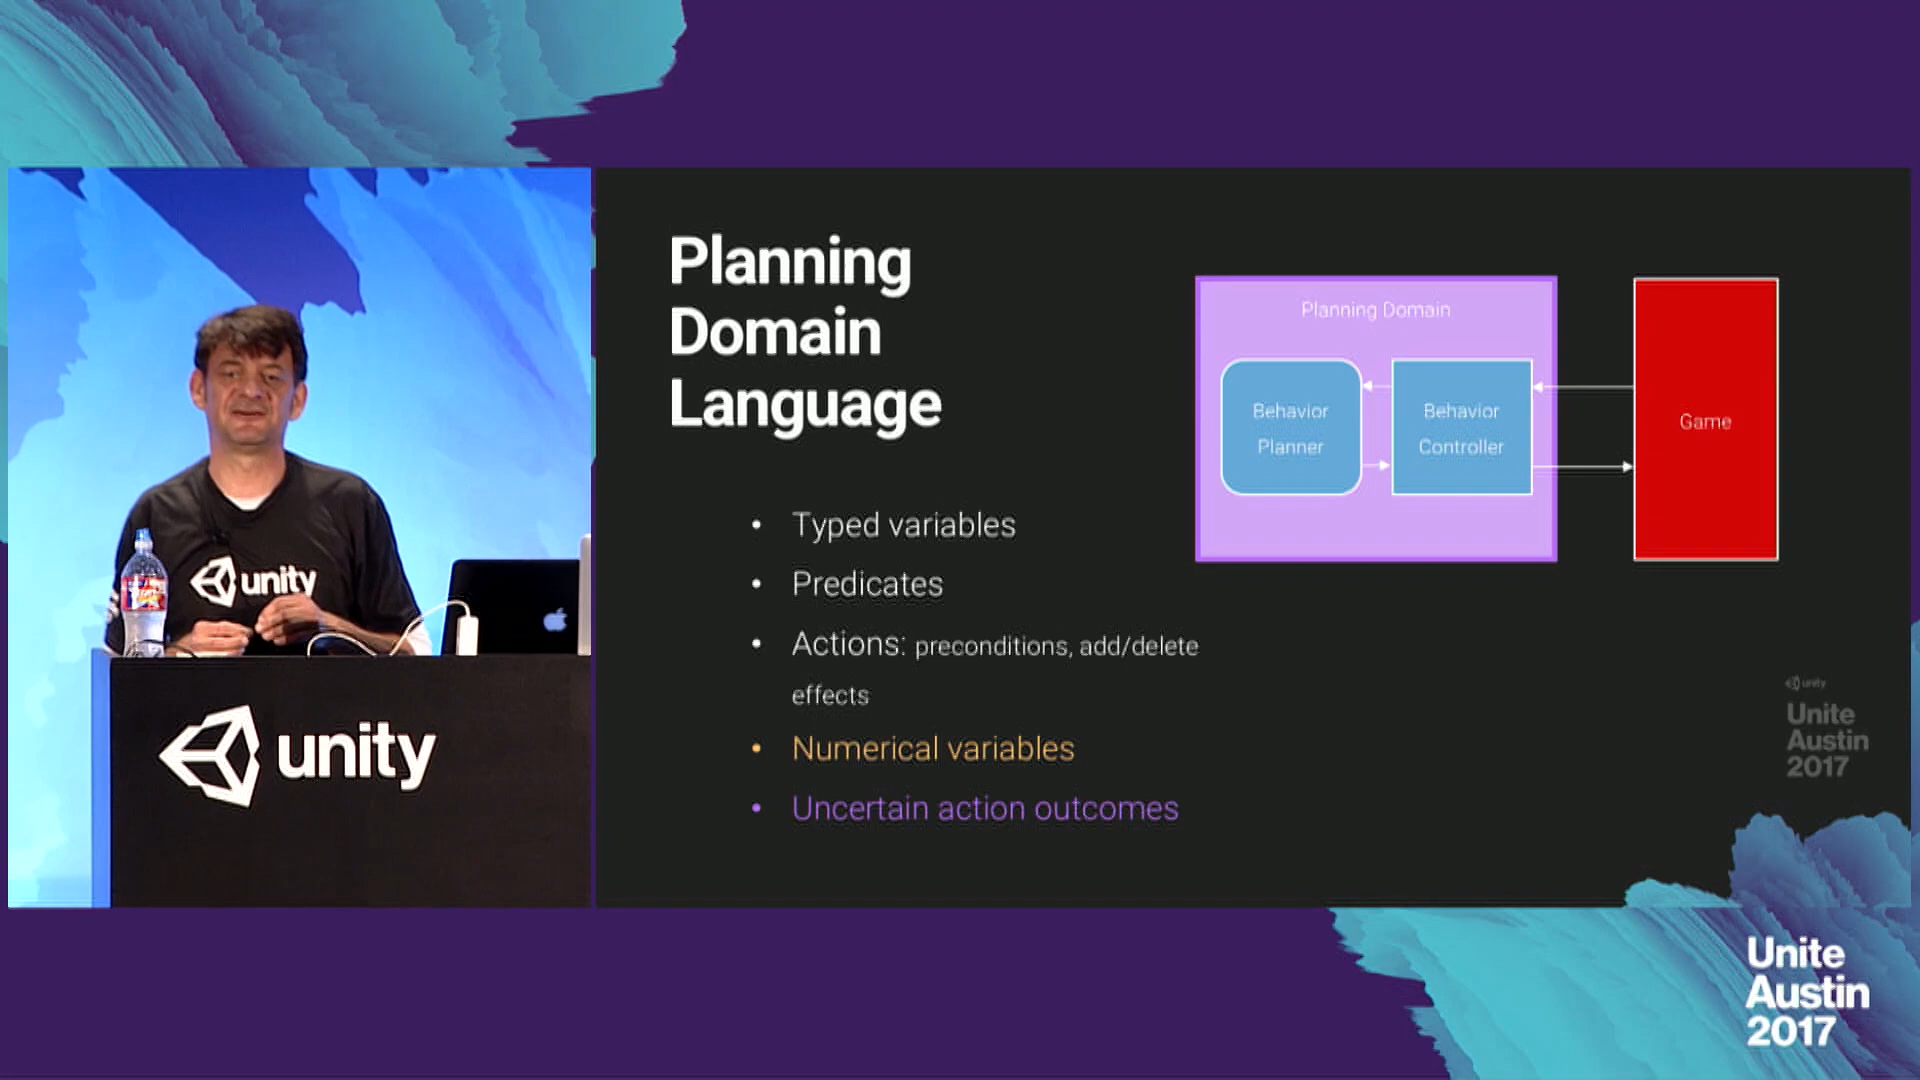 unity
unity
Planning
Domain
Language
• Typed variables
• Predicates
• Actions: preconditions, add/delete
effects
• Numerical variables
• Uncertain action outcomes
Planning Domain
Behavior
Planner
Behavior
Controller
Game
unity
Unite
Austin
2017
Unite
Austin
2017